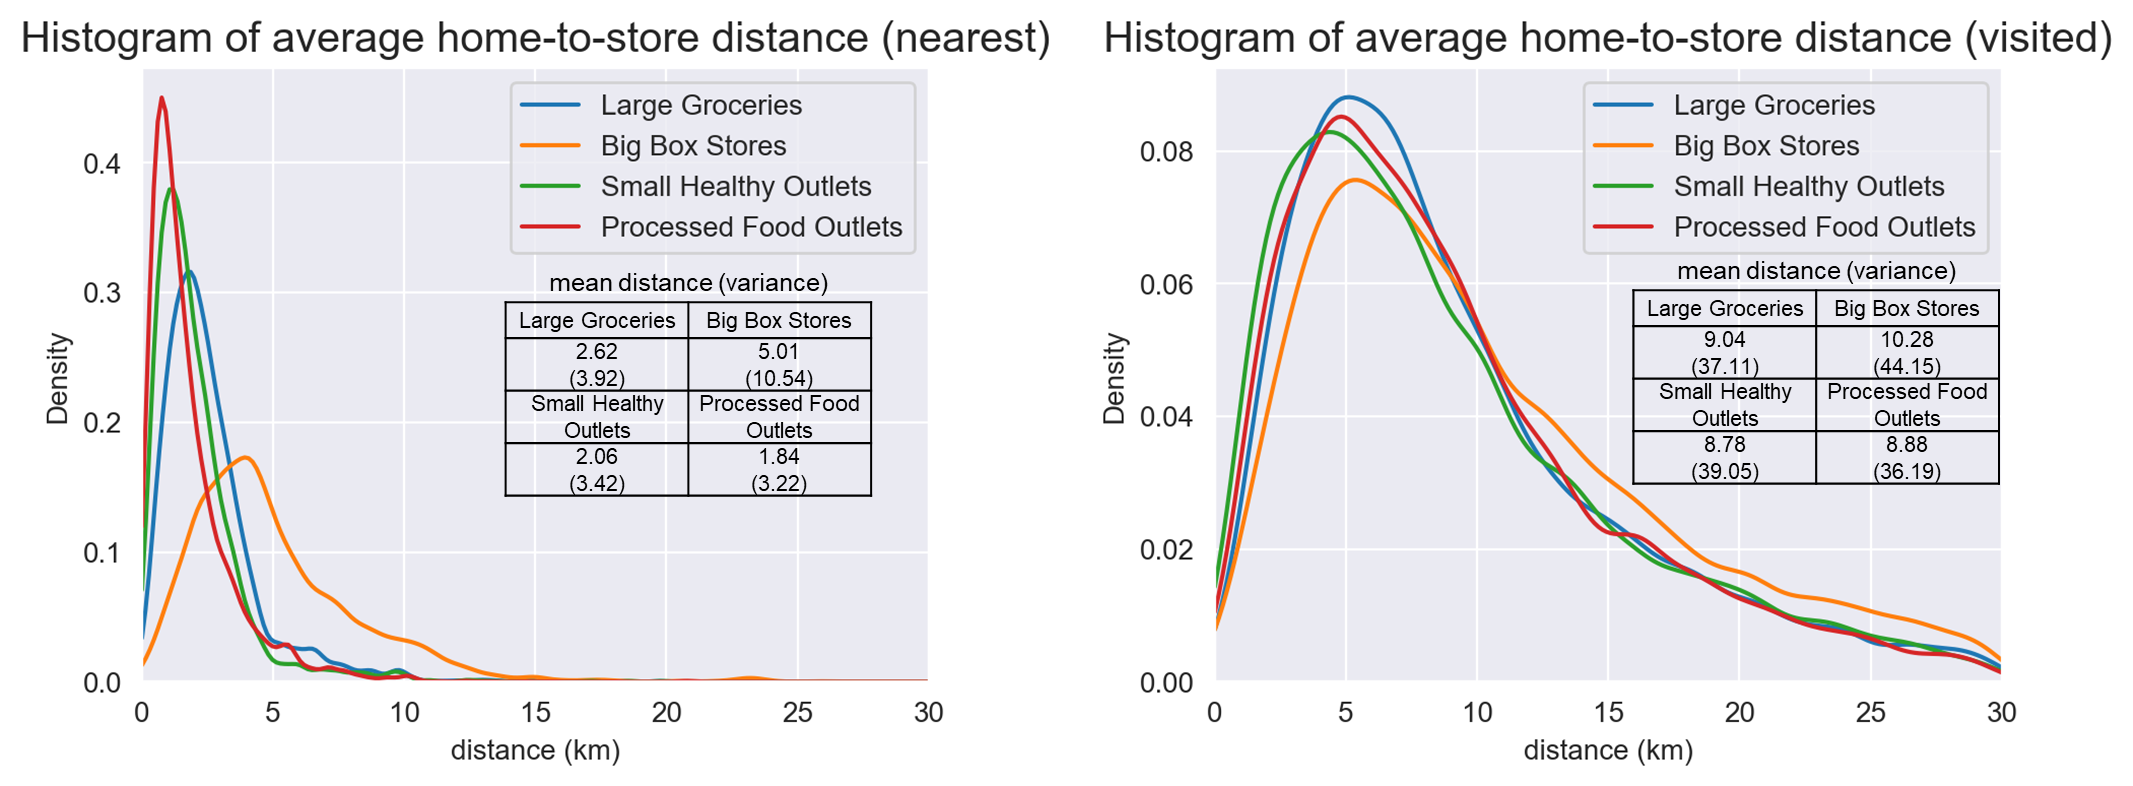 Histogram of average home-to-store distance (nearest)
Large Groceries
Big Box Stores
Small Healthy Outlets
Processed Food Outlets
mean distance (variance)
Large Groceries Big Box Stores
2.62 5.01
(3.92) (10.54)
Small Healthy Processed Food
Outlets Outlets
2.06 1.84
(3.42) (3.22)
Density
0.4
0.3
0.2
0.1
0.0
0 5 10 15 20 25 30
distance (km)
Histogram of average home-to-store distance (visited)
Large Groceries
Big Box Stores
Small Healthy Outlets
Processed Food Outlets
mean distance (variance)
Large Groceries Big Box Stores
9.04 10.28
(37.11) (44.15)
Small Healthy Processed Food
Outlets Outlets
8.78 8.88
(39.05) (36.19)
Density
0.08
0.06
0.04
0.02
0.00
0 5 10 15 20 25 30
distance (km)